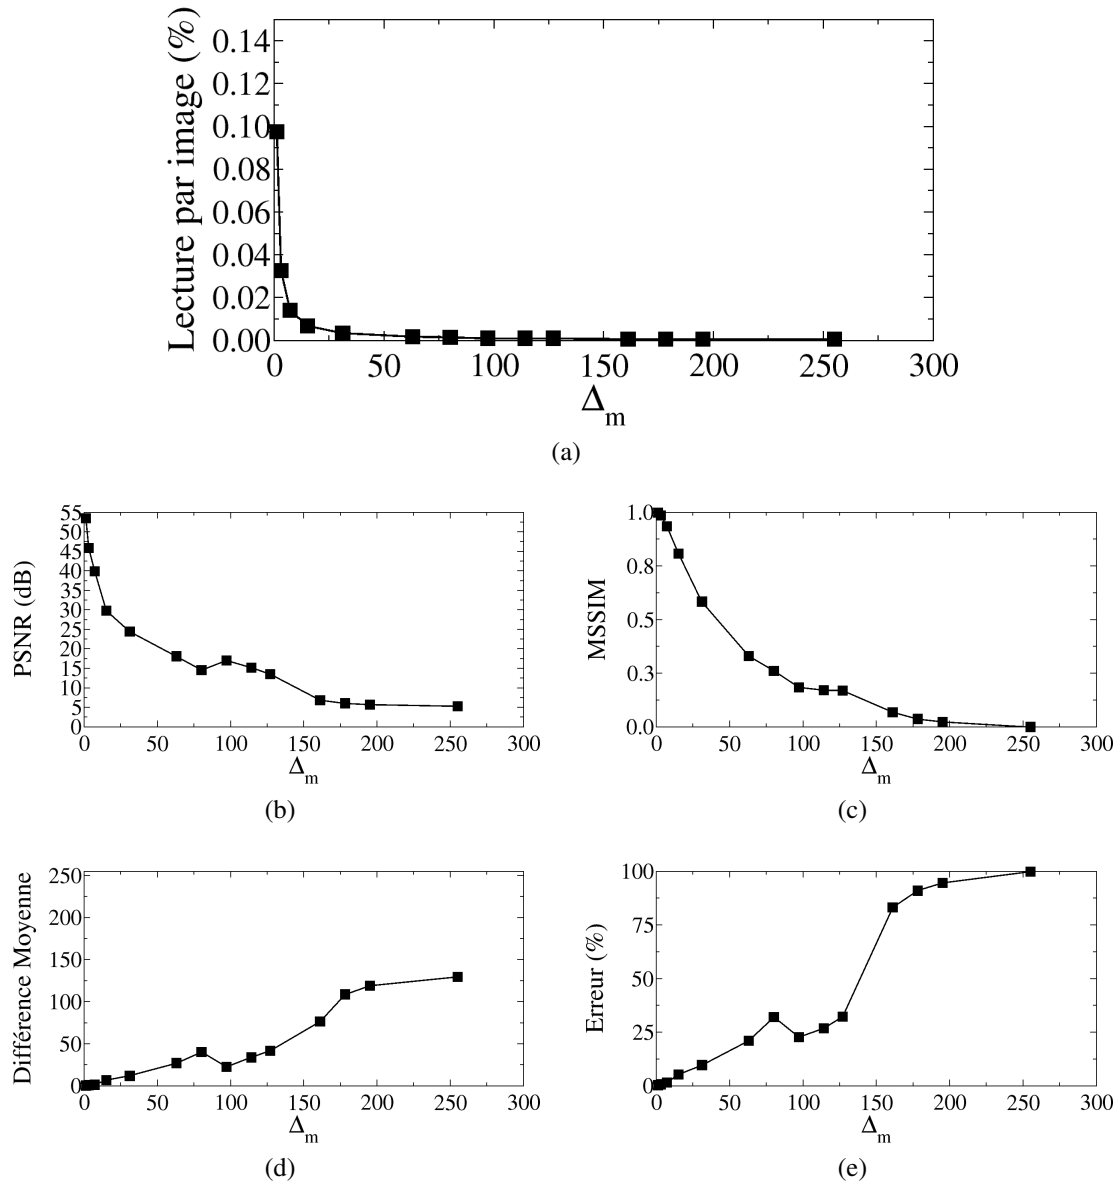 0.14
0.12
0.10
0.08
0.06
0.04
0.02
0.00
Lecture par image (%)
0 50 100 150 200 250 300
Δm
(a)
55
50
45
40
35
30
25
20
15
10
5
0
PSNR (dB)
0 50 100 150 200 250 300
Δm
(b)
1.0
0.8
0.5
0.3
0.0
MSSIM
0 50 100 150 200 250 300
Δm
(c)
250
200
150
100
50
0
Différence Moyenne
0 50 100 150 200 250 300
Δm
(d)
100
75
50
25
0
Erreur (%)
0 50 100 150 200 250 300
Δm
(e)